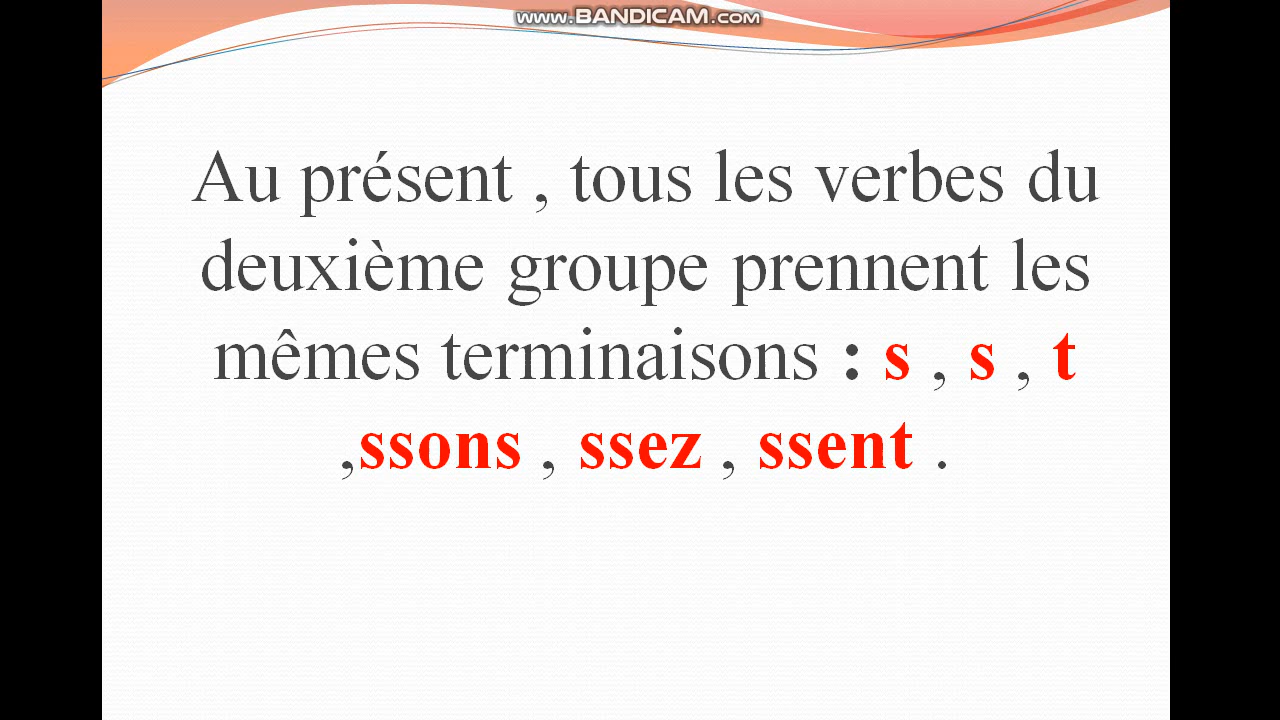 www.BANDICAM.com
Au présent , tous les verbes du
deuxième groupe prennent les
mêmes terminaisons : s , s , t
,ssons , ssez , ssent .